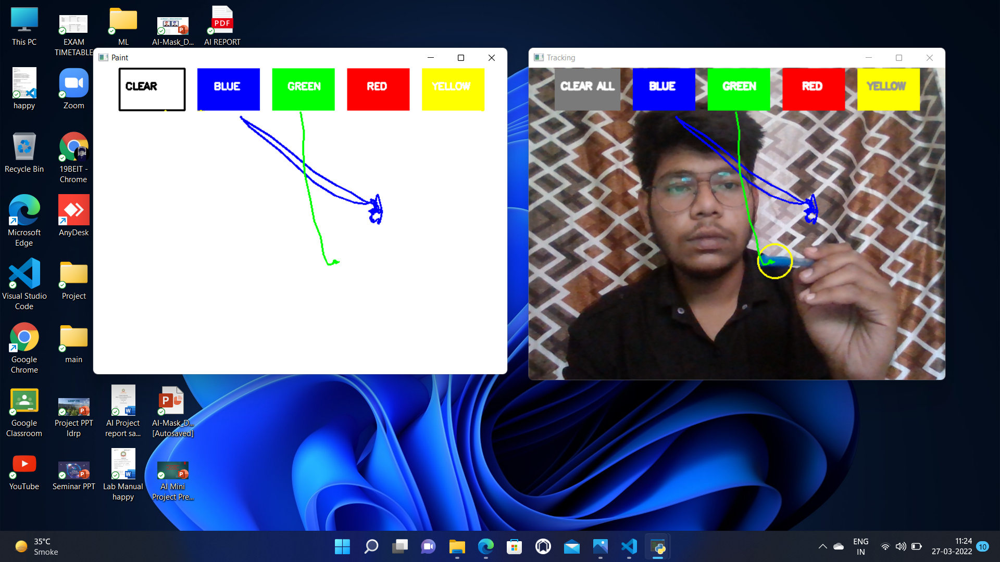 This PC
EXAM
TIMETABLE
ML
AI-Mask_D...
PDF
AI REPORT
happy
Zoom
Recycle Bin
19BEIT -
Chrome
Microsoft
Edge
AnyDesk
Visual Studio
Code
Project
Google
Chrome
main
Google
Classroom
Project PPT
ldrp
AI Project
report sa...
AI-Mask_D...
[Autosaved]
YouTube
Seminar PPT
Lab Manual
happy
AI Mini
Project Pre...
Paint
CLEAR
BLUE
GREEN
RED
YELLOW
Tracking
CLEAR ALL
BLUE
GREEN
RED
YELLOW
35°C
Smoke
ENG
IN
11:24
27-03-2022
10